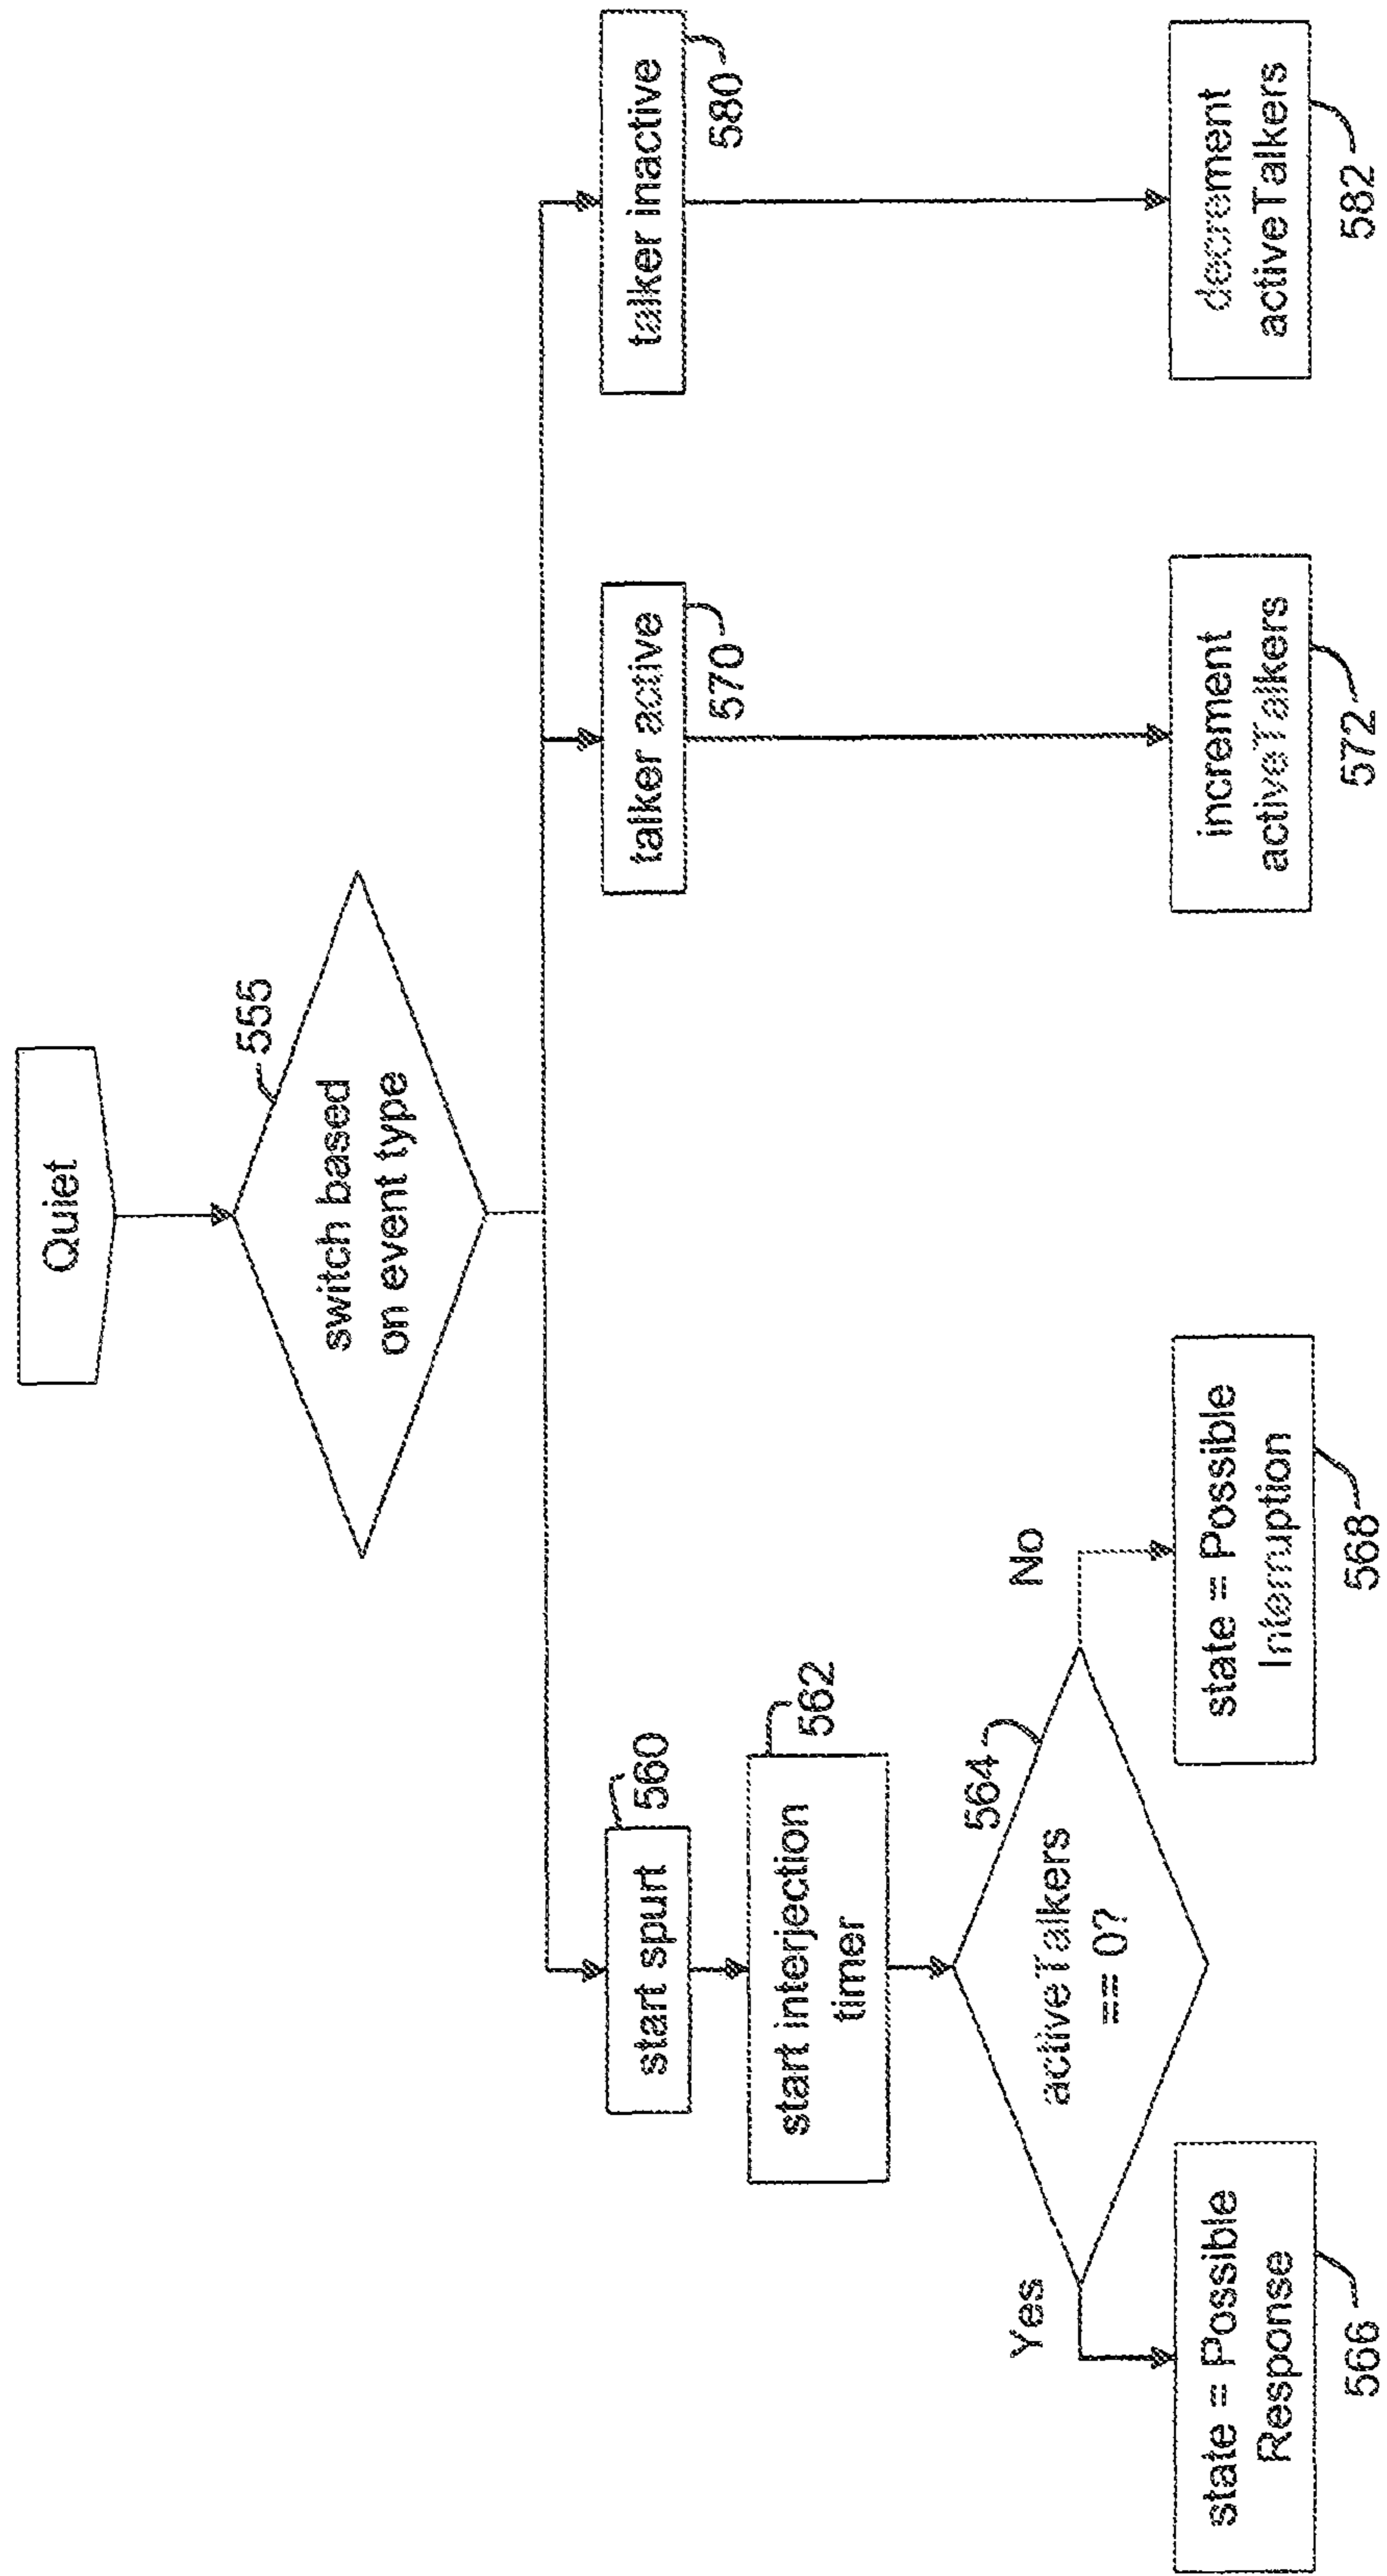 Quiet
switch based
on event type
555
start spurt
560
talker active
570
talker inactive
580
start interjection
timer
562
activeTalkers
== 0?
564
Yes
No
state = Possible
Response
566
state = Possible
Interruption
568
increment
activeTalkers
572
decrement
activeTalkers
582